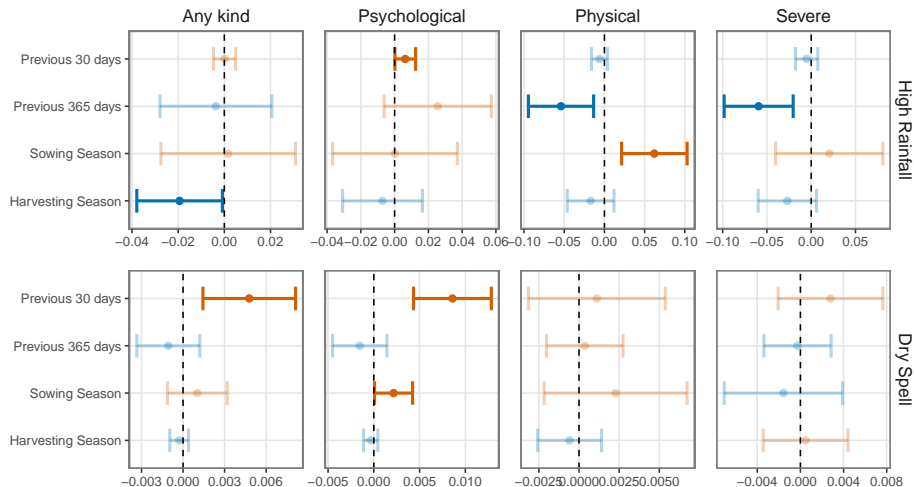 Any kind Psychological Physical Severe
Previous 30 days
Previous 365 days
Sowing Season
Harvesting Season
High Rainfall
−0.04 −0.02 0.00 0.02 −0.04 −0.02 0.00 0.02 0.04 0.06 −0.10 −0.05 0.00 0.05 0.10 −0.10 −0.05 0.00 0.05
Previous 30 days
Previous 365 days
Sowing Season
Harvesting Season
Dry Spell
−0.003 0.000 0.003 0.006 −0.005 0.000 0.005 0.010 −0.0025 0.0000 0.0025 0.0050 −0.004 0.000 0.004 0.008